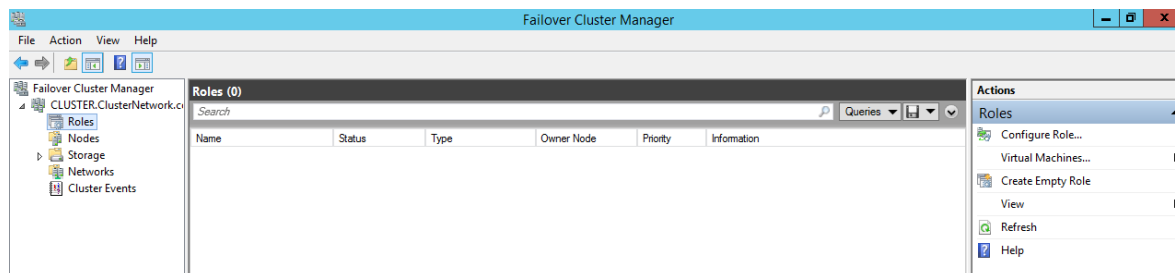 Failover Cluster Manager
File Action View Help
Failover Cluster Manager
CLUSTER.ClusterNetwork.c
Roles
Nodes
Storage
Networks
Cluster Events
Roles (0)
Search
Queries
Name Status Type Owner Node Priority Information
Actions
Roles
Configure Role...
Virtual Machines...
Create Empty Role
View
Refresh
Help